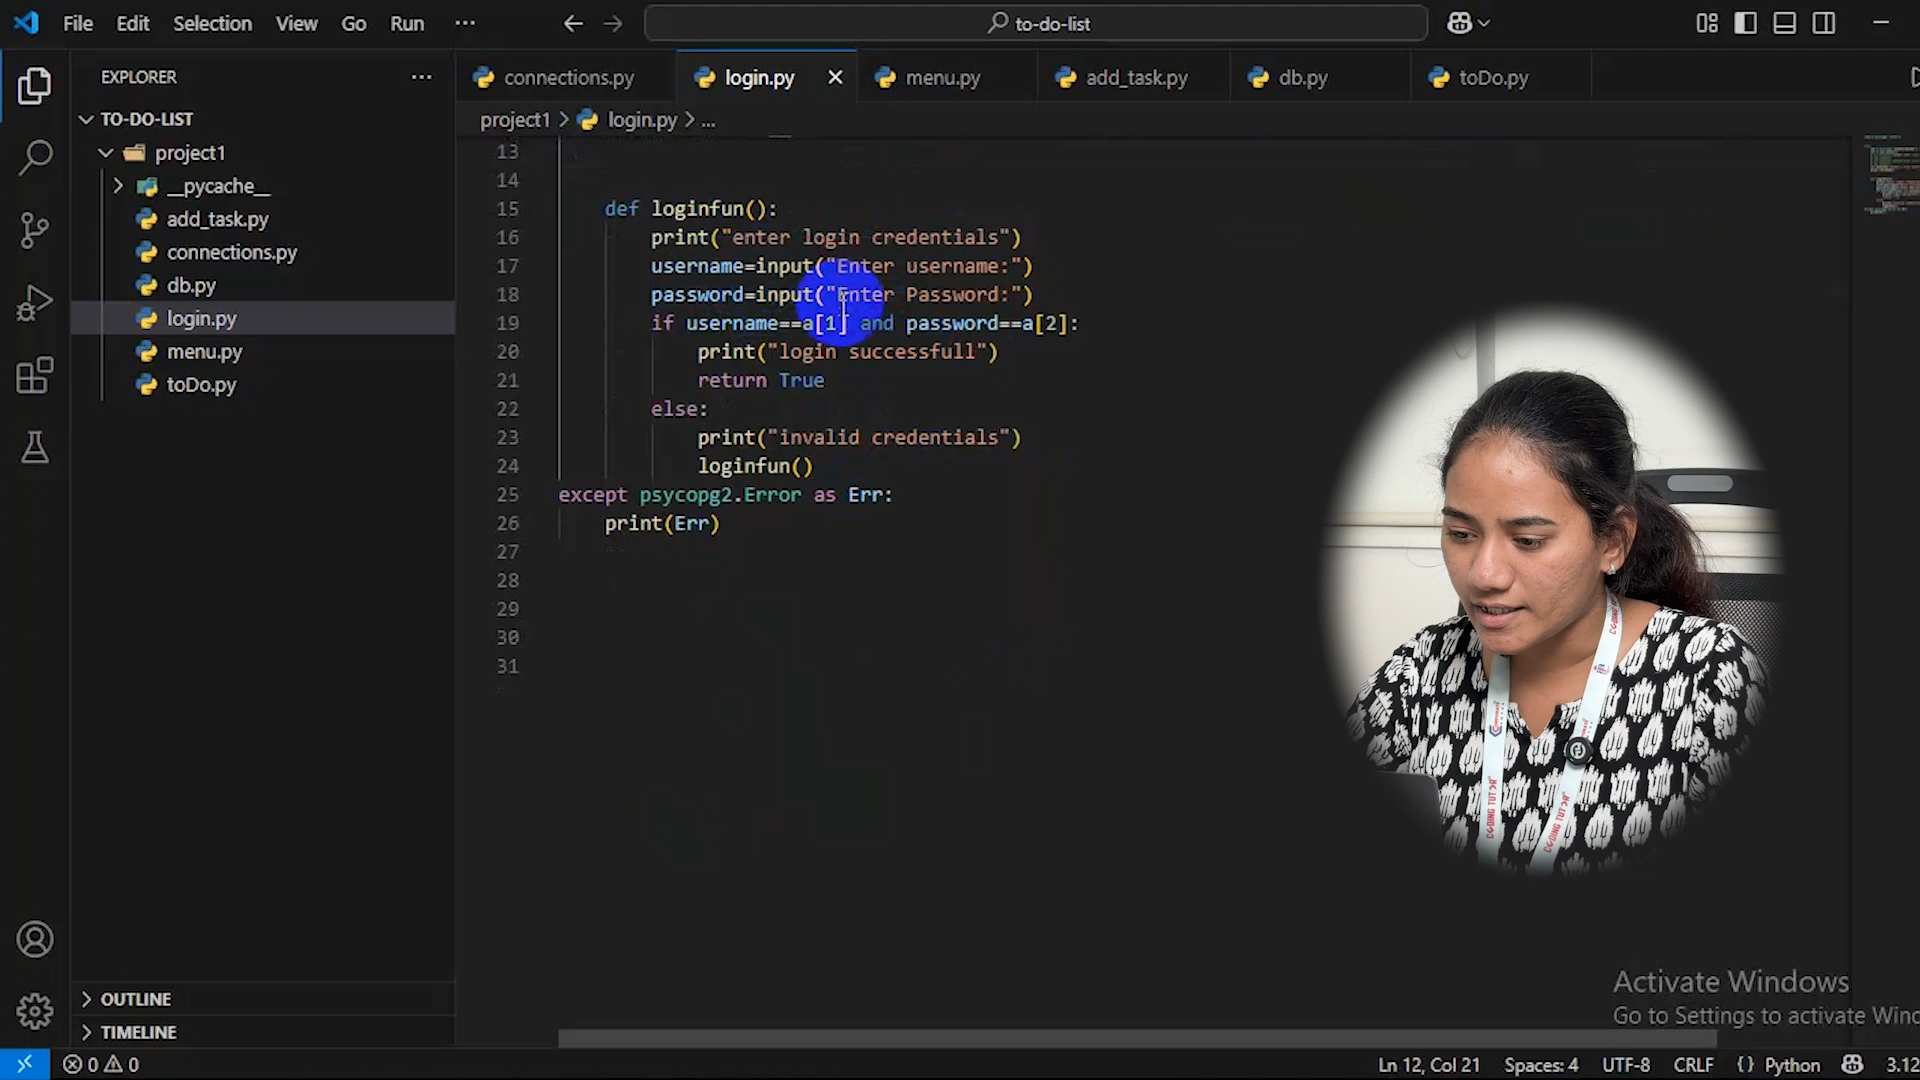 File Edit Selection View Go Run ...
to-do-list
EXPLORER ...
connections.py
login.py
menu.py
add_task.py
db.py
toDo.py
TO-DO-LIST
project1
__pycache__
add_task.py
connections.py
db.py
login.py
menu.py
toDo.py
OUTLINE
TIMELINE
project1 > login.py > ...
13
14
15 def loginfun():
16 print("enter login credentials")
17 username=input("Enter username:")
18 password=input("Enter Password:")
19 if username==a[1] and password==a[2]:
20 print("login successfull")
21 return True
22 else:
23 print("invalid credentials")
24 loginfun()
25 except psycopg2.Error as Err:
26 print(Err)
27
28
29
30
31
CODING TUTOR
CODING TUTOR
Activate Windows
Go to Settings to activate Wind
0 0
Ln 12, Col 21 Spaces: 4 UTF-8 CRLF {} Python 3.12